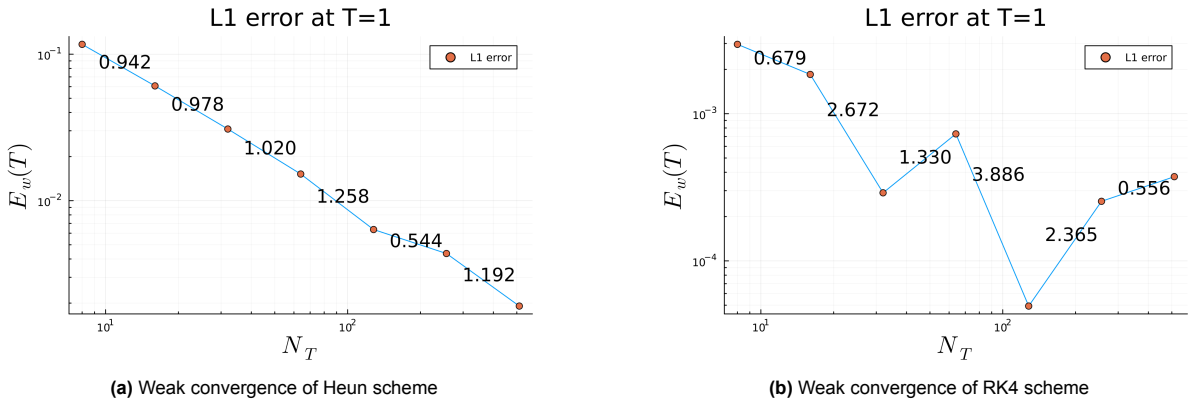 L1 error at T=1
E_w(T)
10^{-1}
10^{-2}
0.942
0.978
1.020
1.258
0.544
1.192
L1 error
10^1
10^2
N_T
(a) Weak convergence of Heun scheme
L1 error at T=1
E_w(T)
10^{-3}
10^{-4}
0.679
2.672
1.330
3.886
2.365
0.556
L1 error
10^1
10^2
N_T
(b) Weak convergence of RK4 scheme